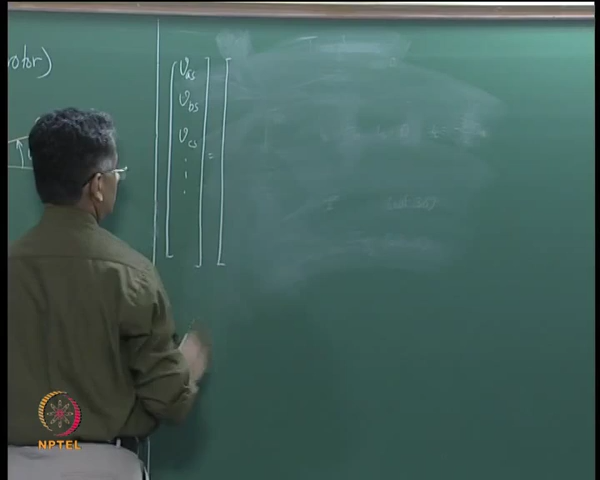 otor)
v_as
v_bs
v_cs
=
NPTEL